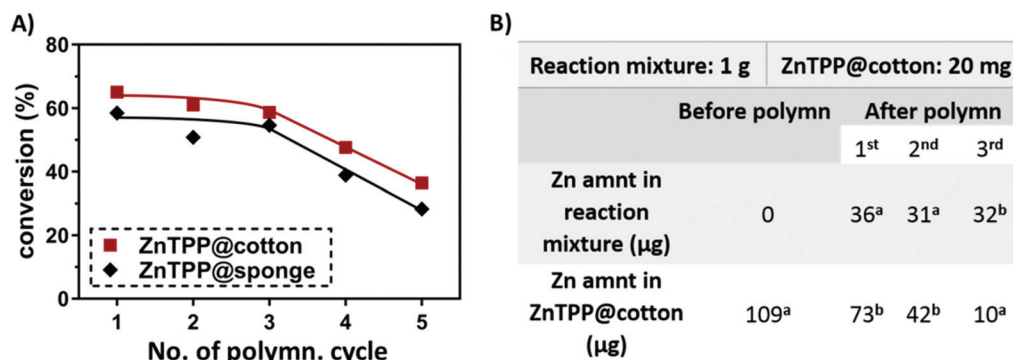 A)
conversion (%)
80
60
40
20
0
ZnTPP@cotton
ZnTPP@sponge
1 2 3 4 5
No. of polymn. cycle
B)
Reaction mixture: 1 g ZnTPP@cotton: 20 mg
Before polymn After polymn
1st 2nd 3rd
Zn amnt in
reaction
mixture (µg)
0 36a 31a 32b
Zn amnt in
ZnTPP@cotton
(µg)
109a 73b 42b 10a